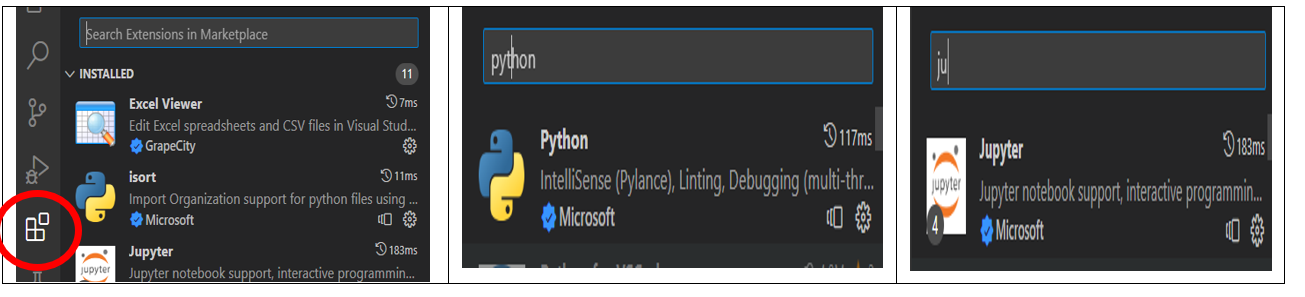 Search Extensions in Marketplace
INSTALLED
11
Excel Viewer
7ms
Edit Excel spreadsheets and CSV files in Visual Stud...
GrapeCity
isort
11ms
Import Organization support for python files using ...
Microsoft
Jupyter
183ms
jupyter
Jupyter notebook support, interactive programmin...
python
Python
117ms
IntelliSense (Pylance), Linting, Debugging (multi-thr...
Microsoft
ju
Jupyter
183ms
jupyter
Jupyter notebook support, interactive programmin...
4
Microsoft